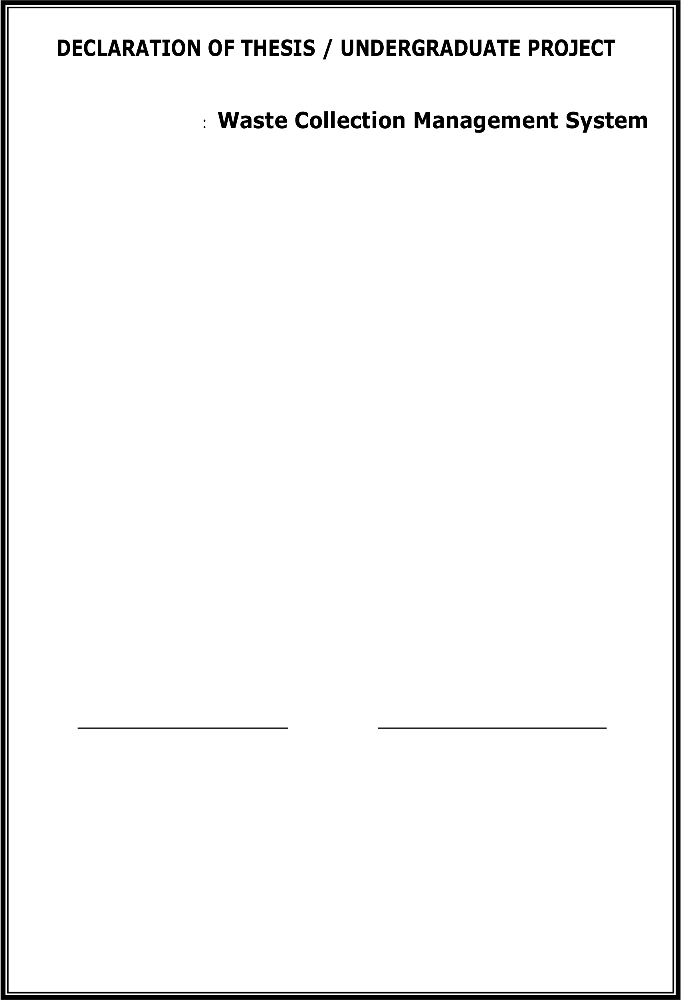 DECLARATION OF THESIS / UNDERGRADUATE PROJECT
: Waste Collection Management System